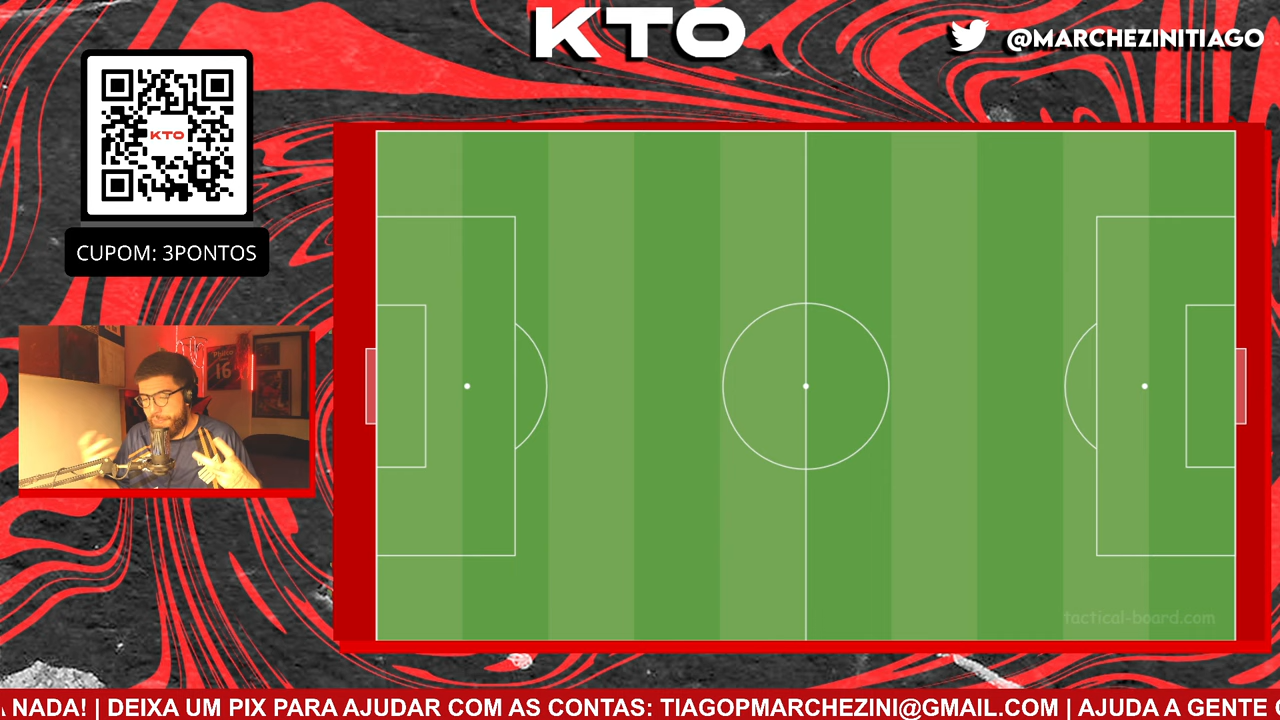 KTO
@MARCHEZINITIAGO
KTO
CUPOM: 3PONTOS
16
tactical-board.com
A NADA! | DEIXA UM PIX PARA AJUDAR COM AS CONTAS: TIAGOPMARCHEZINI@GMAIL.COM | AJUDA A GENTE